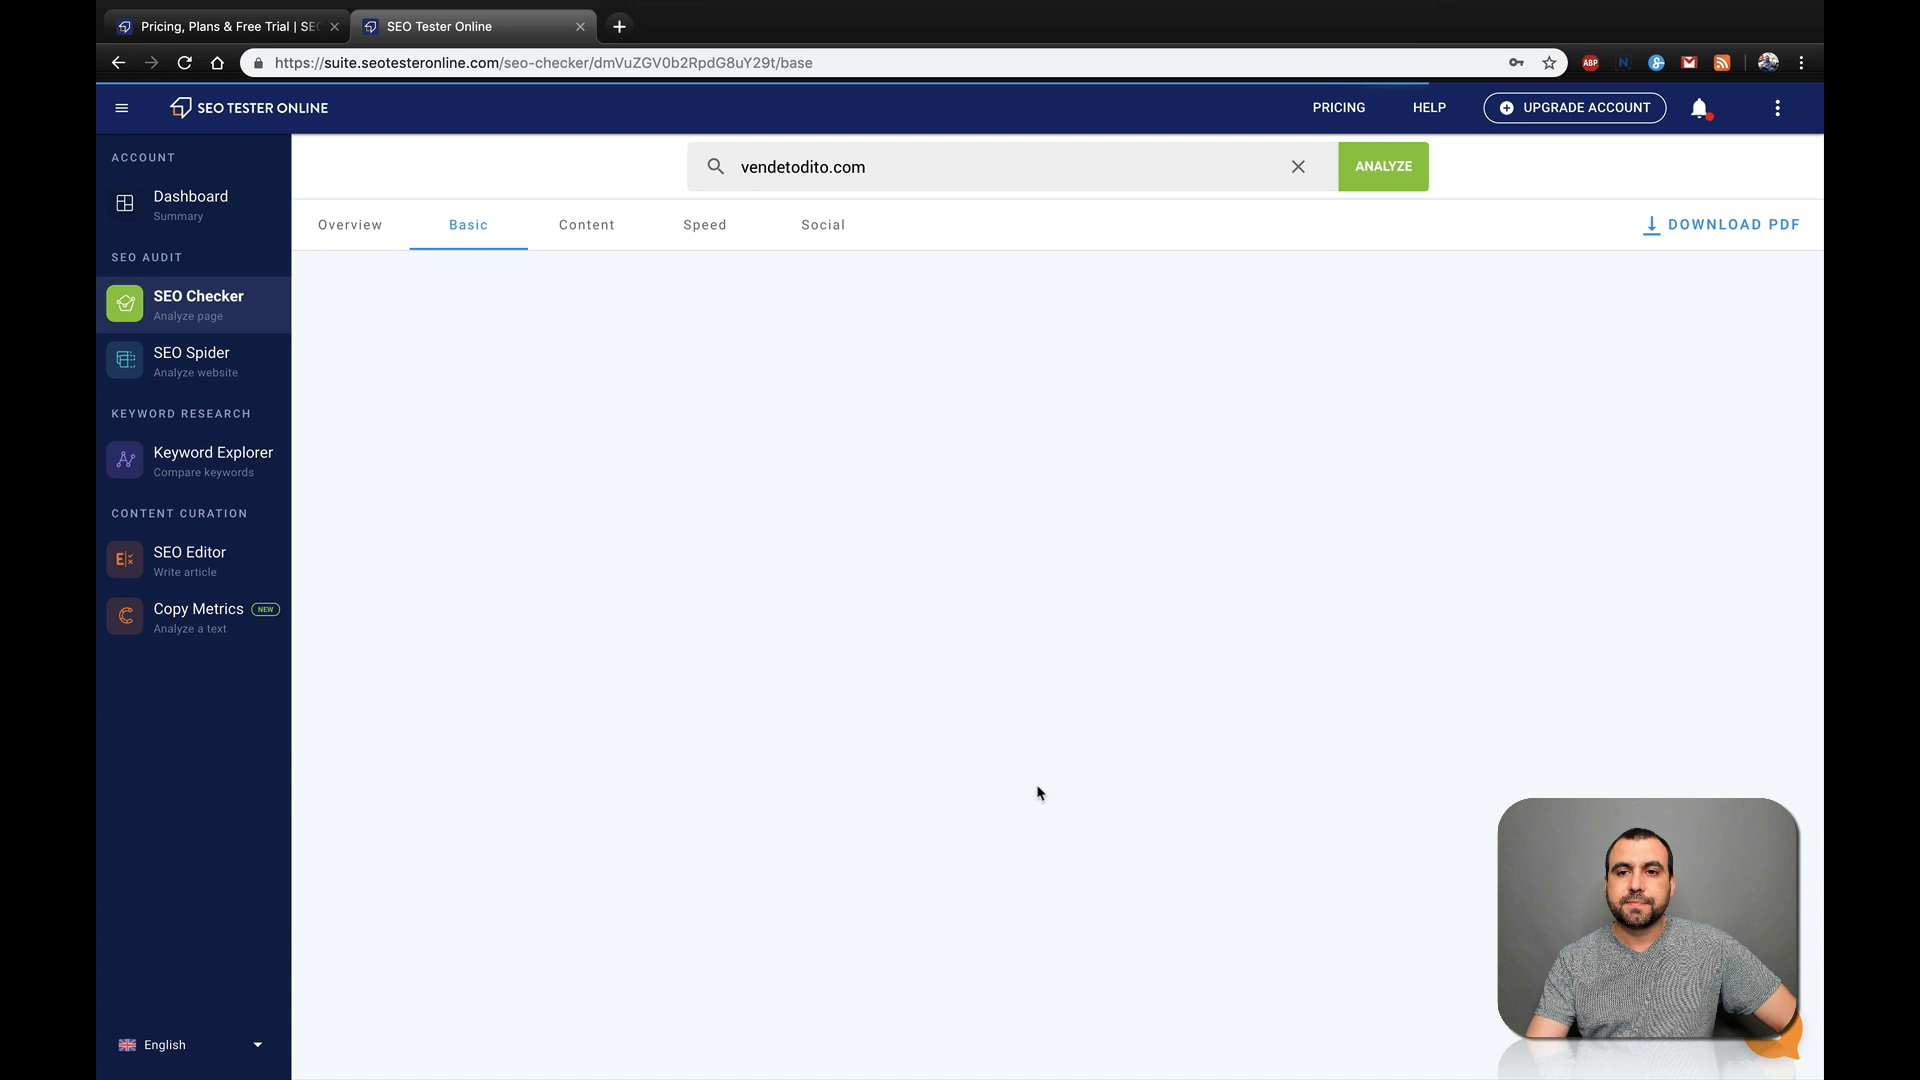 Pricing, Plans & Free Trial | SEO
SEO Tester Online
https://suite.seotesteronline.com/seo-checker/dmVuZGV0b2RpdG8uY29t/base
ABP
N
SEO TESTER ONLINE
PRICING
HELP
UPGRADE ACCOUNT
ACCOUNT
Dashboard
Summary
SEO AUDIT
SEO Checker
Analyze page
SEO Spider
Analyze website
KEYWORD RESEARCH
Keyword Explorer
Compare keywords
CONTENT CURATION
SEO Editor
Write article
Copy Metrics NEW
Analyze a text
English
vendetodito.com
ANALYZE
Overview
Basic
Content
Speed
Social
DOWNLOAD PDF